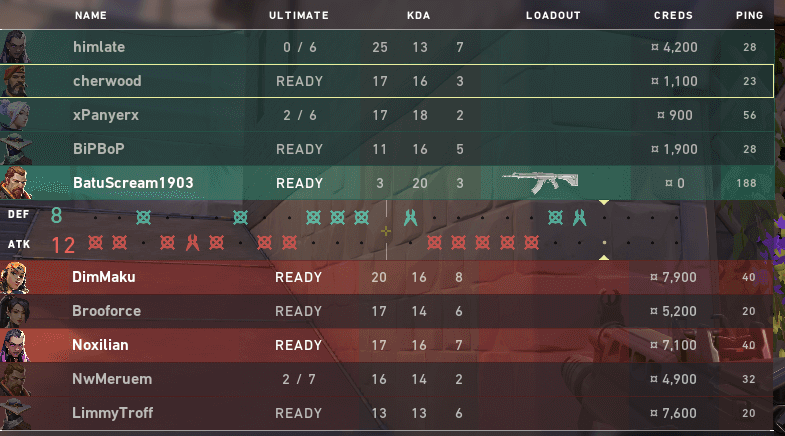 NAME ULTIMATE KDA LOADOUT CREDS PING
himlate 0 / 6 25 13 7 ¤ 4,200 28
cherwood READY 17 16 3 ¤ 1,100 23
xPanyerx 2 / 6 17 18 2 ¤ 900 56
BiPBoP READY 11 16 5 ¤ 1,900 28
BatuScream1903 READY 3 20 3 ¤ 0 188
DEF 8
ATK 12
DimMaku READY 20 16 8 ¤ 7,900 40
Brooforce READY 17 14 6 ¤ 5,200 20
Noxilian READY 17 16 7 ¤ 7,100 40
NwMeruem 2 / 7 16 14 2 ¤ 4,900 32
LimmyTroff READY 13 13 6 ¤ 7,600 20